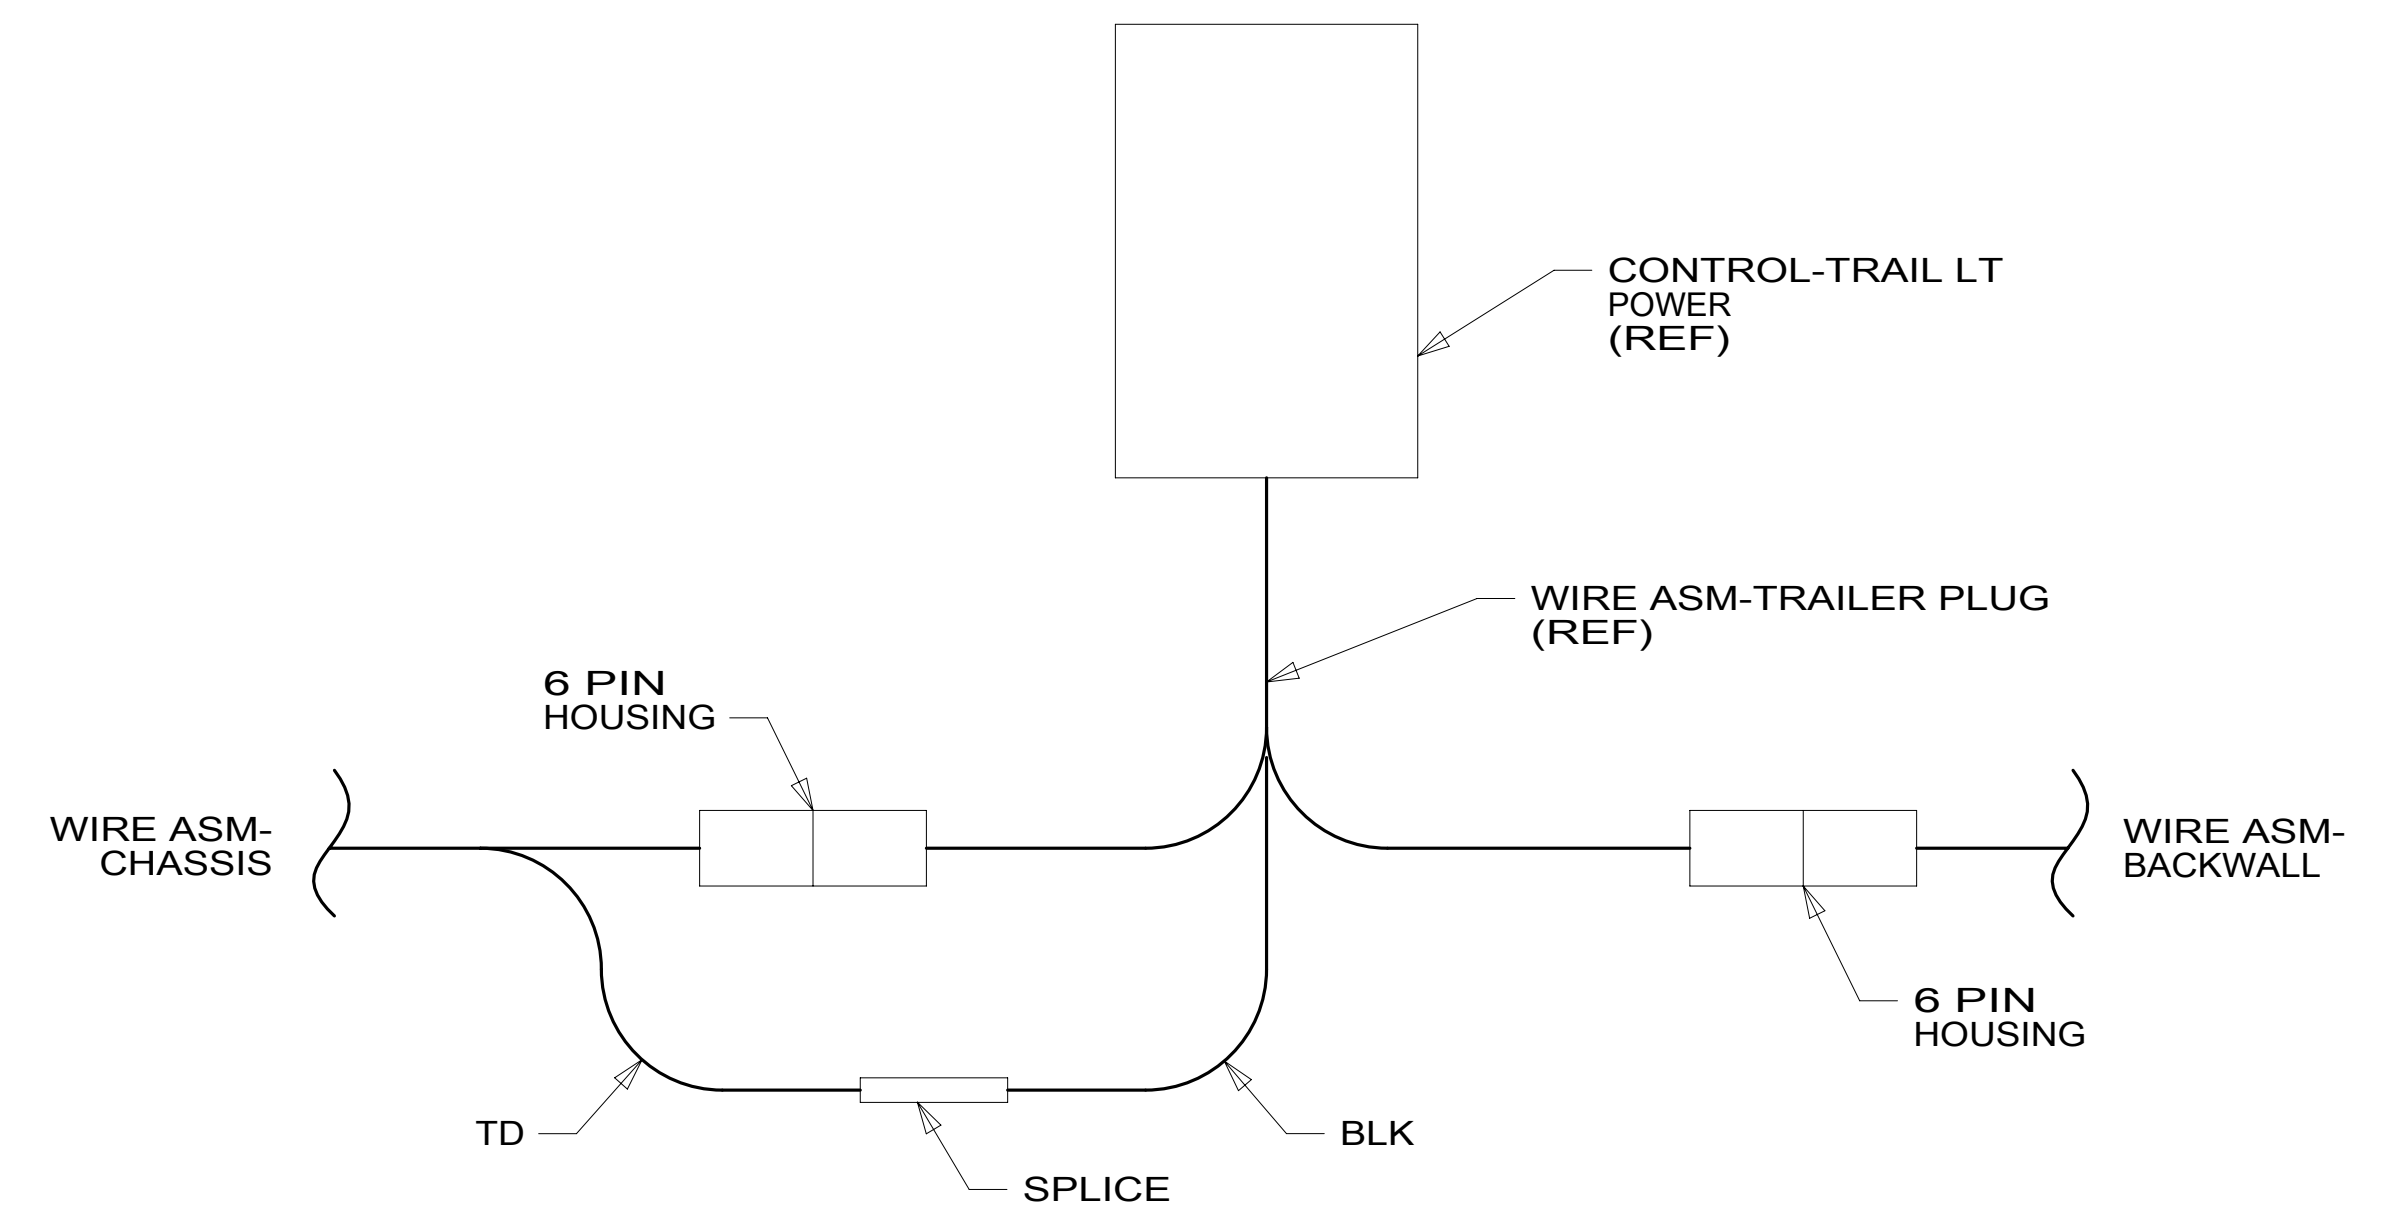 CONTROL-TRAIL LT
POWER
(REF)
WIRE ASM-TRAILER PLUG
(REF)
6 PIN
HOUSING
WIRE ASM-
CHASSIS
WIRE ASM-
BACKWALL
6 PIN
HOUSING
TD
BLK
SPLICE